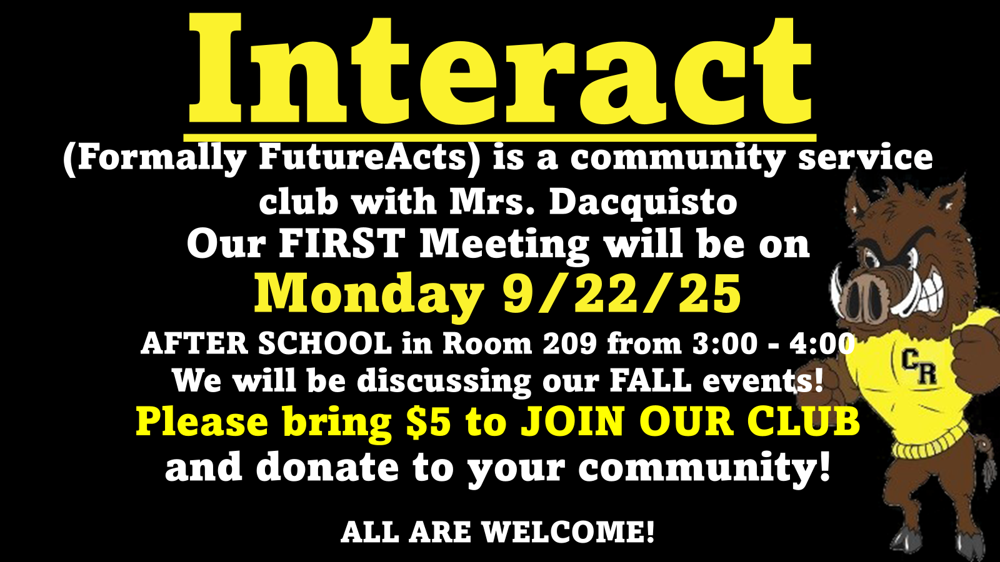 Interact
(Formally FutureActs) is a community service
club with Mrs. Dacquisto
Our FIRST Meeting will be on
Monday 9/22/25
AFTER SCHOOL in Room 209 from 3:00 - 4:00
We will be discussing our FALL events!
Please bring $5 to JOIN OUR CLUB
and donate to your community!
ALL ARE WELCOME!
CR